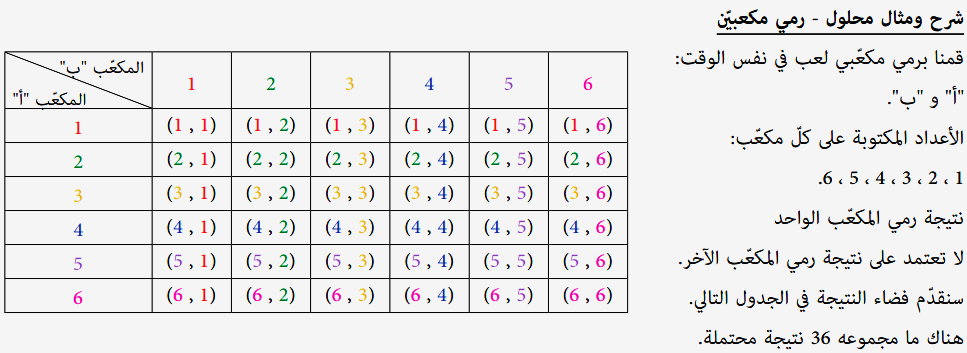 شرح ومثال محلول - رمي مكعبيّن
قمنا برمي مكعّبي لعب في نفس الوقت:
"أ" و "ب".
الأعداد المكتوبة على كلّ مكعّب:
1 ، 2 ، 3 ، 4 ، 5 ، 6.
نتيجة رمي المكعّب الواحد
لا تعتمد على نتيجة رمي المكعّب الآخر.
سنقدّم فضاء النتيجة في الجدول التالي.
هناك ما مجموعه 36 نتيجة محتملة.
المكعّب "ب" 1 2 3 4 5 6
المكعّب "أ"
1 (1 , 1) (1 , 2) (1 , 3) (1 , 4) (1 , 5) (1 , 6)
2 (2 , 1) (2 , 2) (2 , 3) (2 , 4) (2 , 5) (2 , 6)
3 (3 , 1) (3 , 2) (3 , 3) (3 , 4) (3 , 5) (3 , 6)
4 (4 , 1) (4 , 2) (4 , 3) (4 , 4) (4 , 5) (4 , 6)
5 (5 , 1) (5 , 2) (5 , 3) (5 , 4) (5 , 5) (5 , 6)
6 (6 , 1) (6 , 2) (6 , 3) (6 , 4) (6 , 5) (6 , 6)